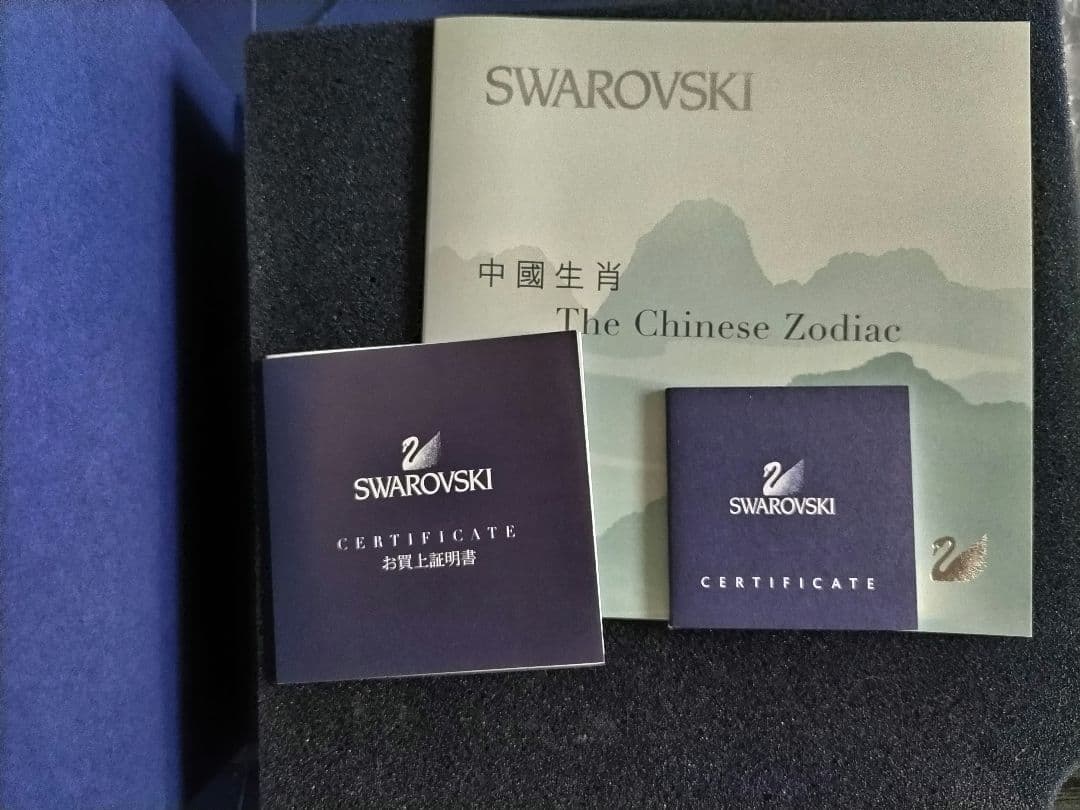 SWAROVSKI
中國生肖
The Chinese Zodiac
SWAROVSKI
CERTIFICATE
お買上証明書
SWAROVSKI
CERTIFICATE